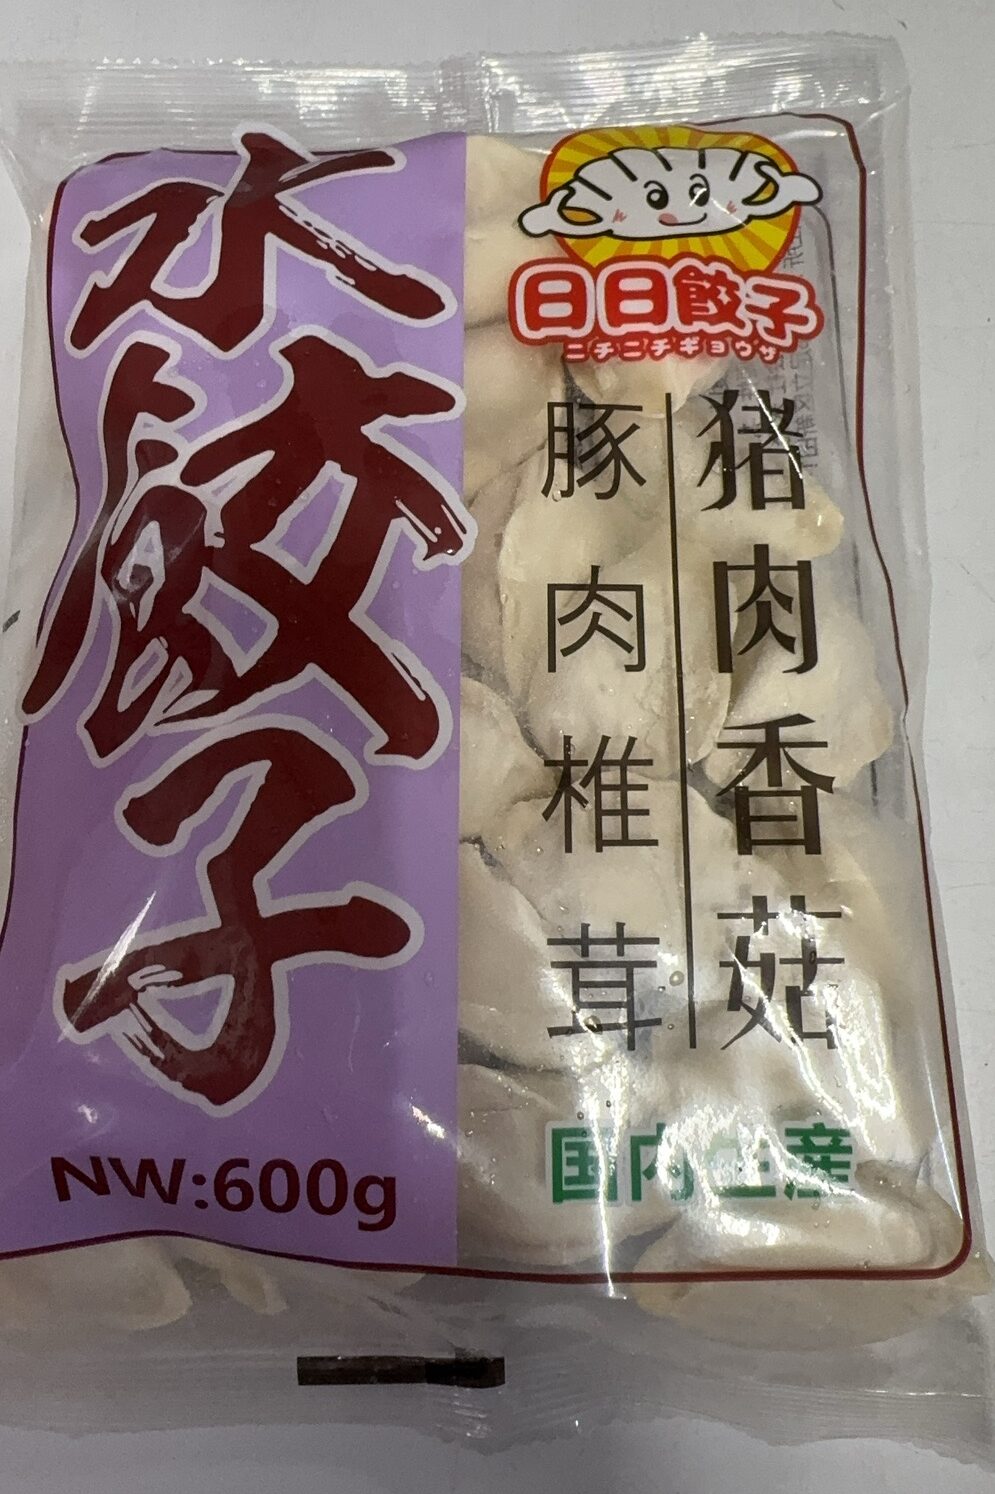 水餃子
日日餃子
ニチニチギョウザ
猪肉香菇
豚肉椎茸
国内生産
NW:600g